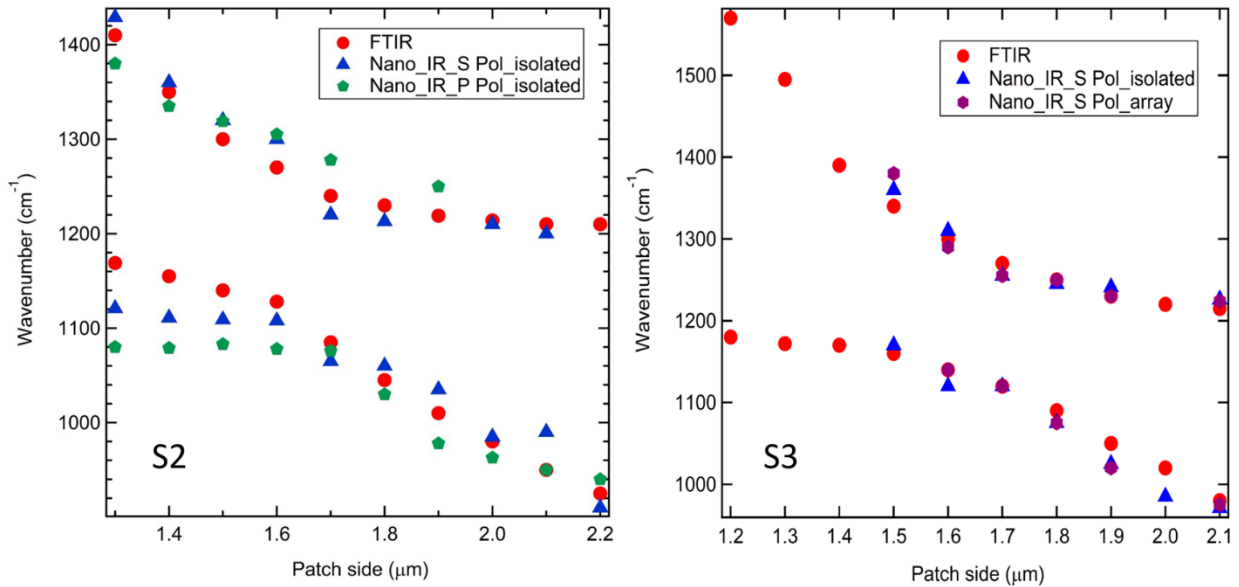 1400
1300
1200
1100
1000
Wavenumber (cm⁻¹)
FTIR
Nano_IR_S Pol_isolated
Nano_IR_P Pol_isolated
S2
1.4
1.6
1.8
2.0
2.2
Patch side (μm)
1500
1400
1300
1200
1100
1000
Wavenumber (cm⁻¹)
FTIR
Nano_IR_S Pol_isolated
Nano_IR_S Pol_array
S3
1.2
1.3
1.4
1.5
1.6
1.7
1.8
1.9
2.0
2.1
Patch side (μm)